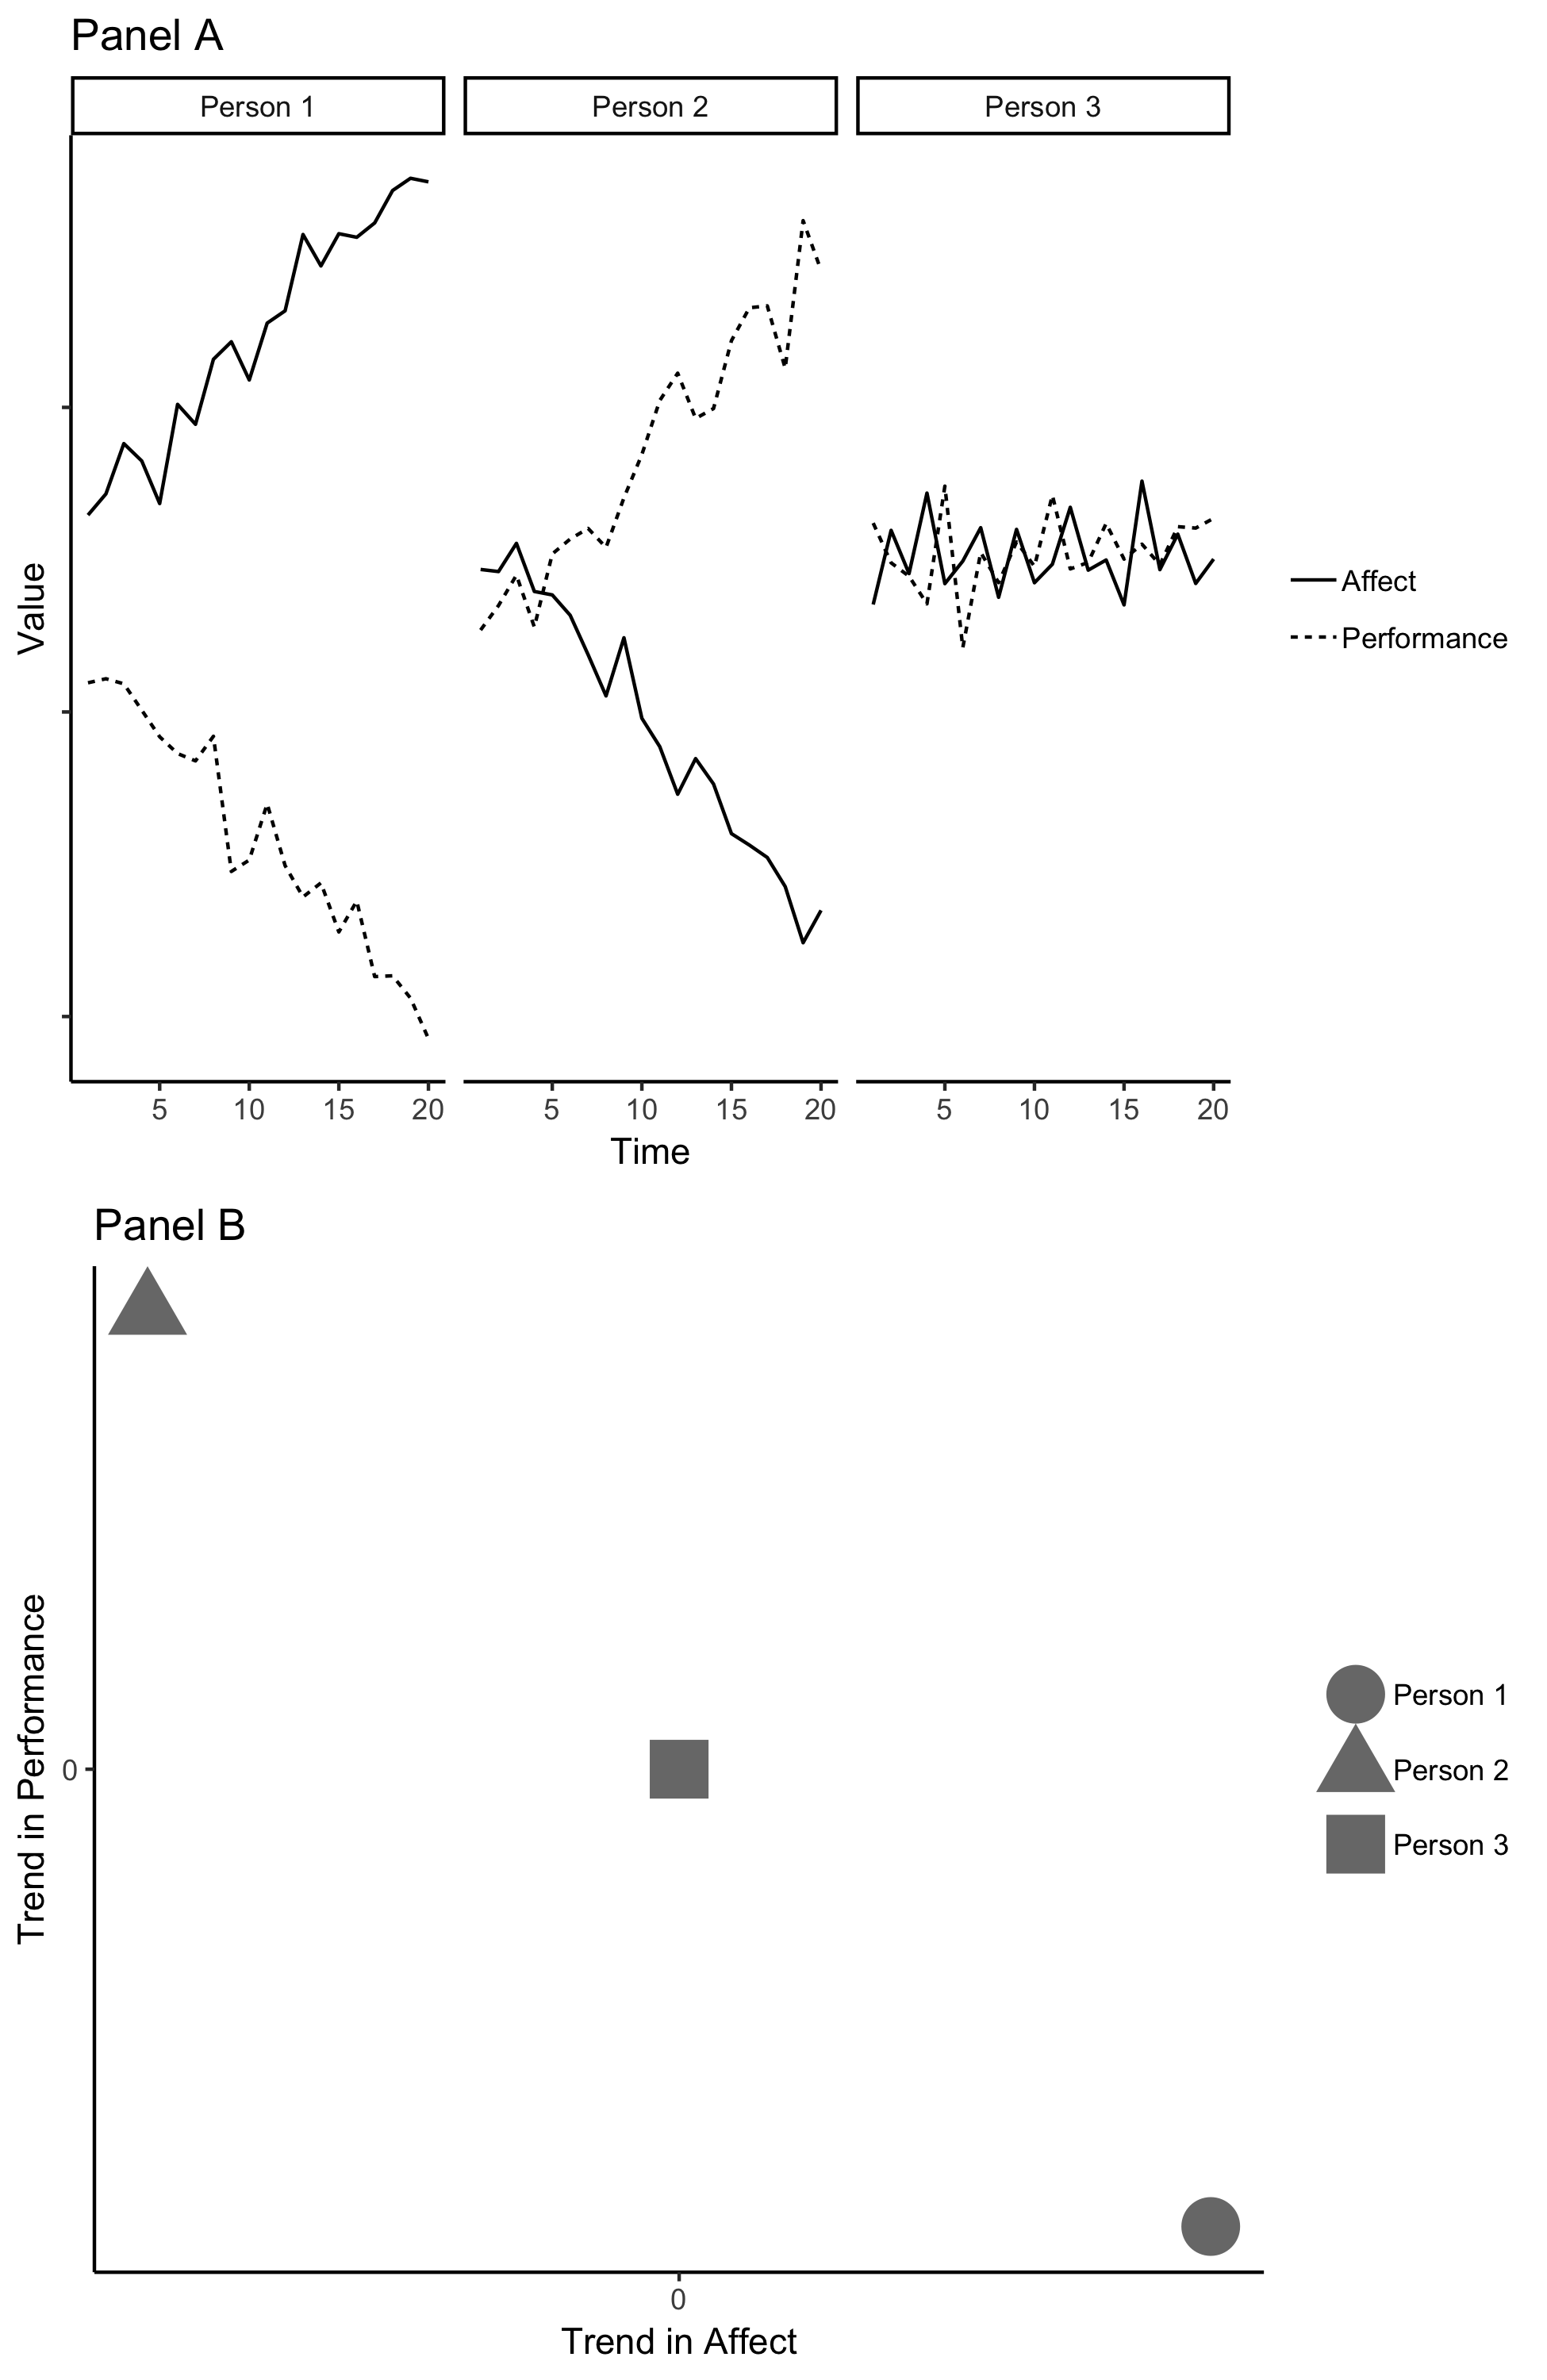 Panel A
Person 1
Person 2
Person 3
Value
Affect
Performance
5 10 15 20 5 10 15 20 5 10 15 20
Time
Panel B
Trend in Performance
0
Person 1
Person 2
Person 3
0
Trend in Affect